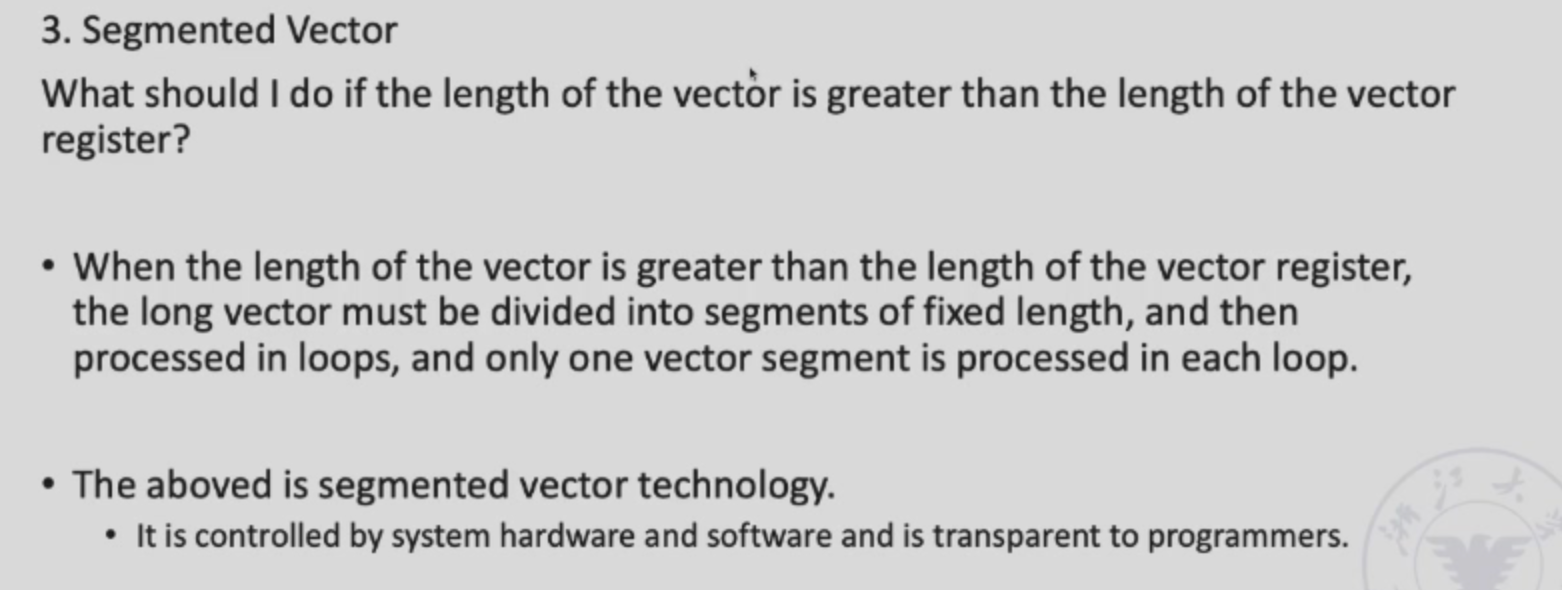 3. Segmented Vector
What should I do if the length of the vector is greater than the length of the vector
register?
• When the length of the vector is greater than the length of the vector register,
the long vector must be divided into segments of fixed length, and then
processed in loops, and only one vector segment is processed in each loop.
• The aboved is segmented vector technology.
• It is controlled by system hardware and software and is transparent to programmers.